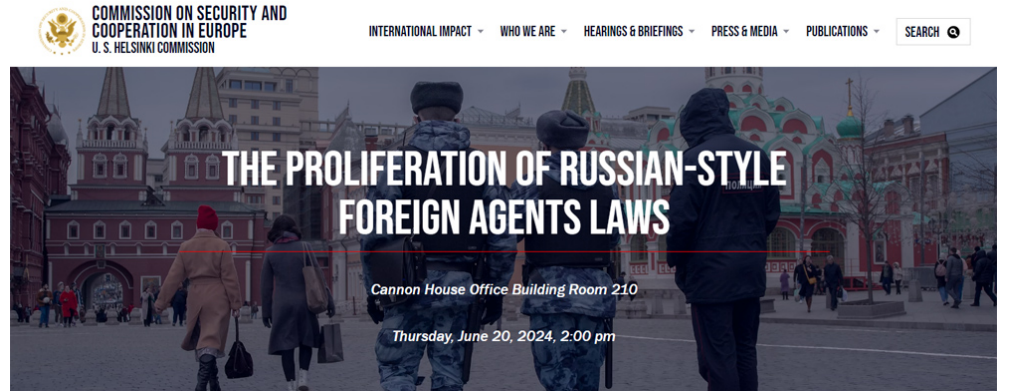 COMMISSION ON SECURITY AND
COOPERATION IN EUROPE
U. S. HELSINKI COMMISSION
INTERNATIONAL IMPACT
WHO WE ARE
HEARINGS & BRIEFINGS
PRESS & MEDIA
PUBLICATIONS
SEARCH
THE PROLIFERATION OF RUSSIAN-STYLE
FOREIGN AGENTS LAWS
ПОЛИЦИЯ
Cannon House Office Building Room 210
Thursday, June 20, 2024, 2:00 pm